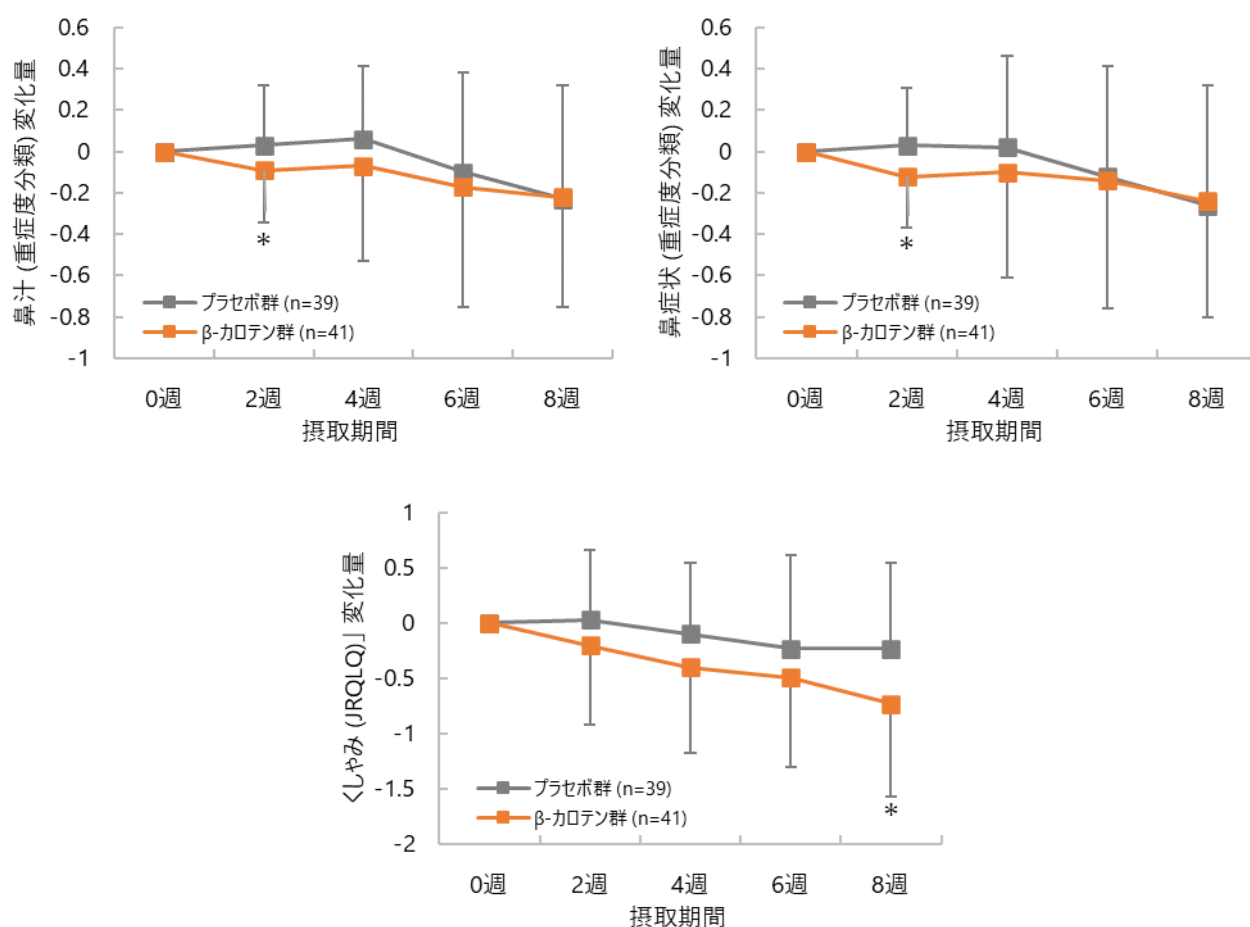 鼻汁 (重症度分類) 変化量
0.6
0.4
0.2
0
-0.2
-0.4
-0.6
-0.8
-1
*
プラセボ群 (n=39)
β-カロテン群 (n=41)
0週 2週 4週 6週 8週
摂取期間
鼻症状 (重症度分類) 変化量
0.6
0.4
0.2
0
-0.2
-0.4
-0.6
-0.8
-1
*
プラセボ群 (n=39)
β-カロテン群 (n=41)
0週 2週 4週 6週 8週
摂取期間
くしゃみ (JRQLQ)」 変化量
1
0.5
0
-0.5
-1
-1.5
-2
*
プラセボ群 (n=39)
β-カロテン群 (n=41)
0週 2週 4週 6週 8週
摂取期間